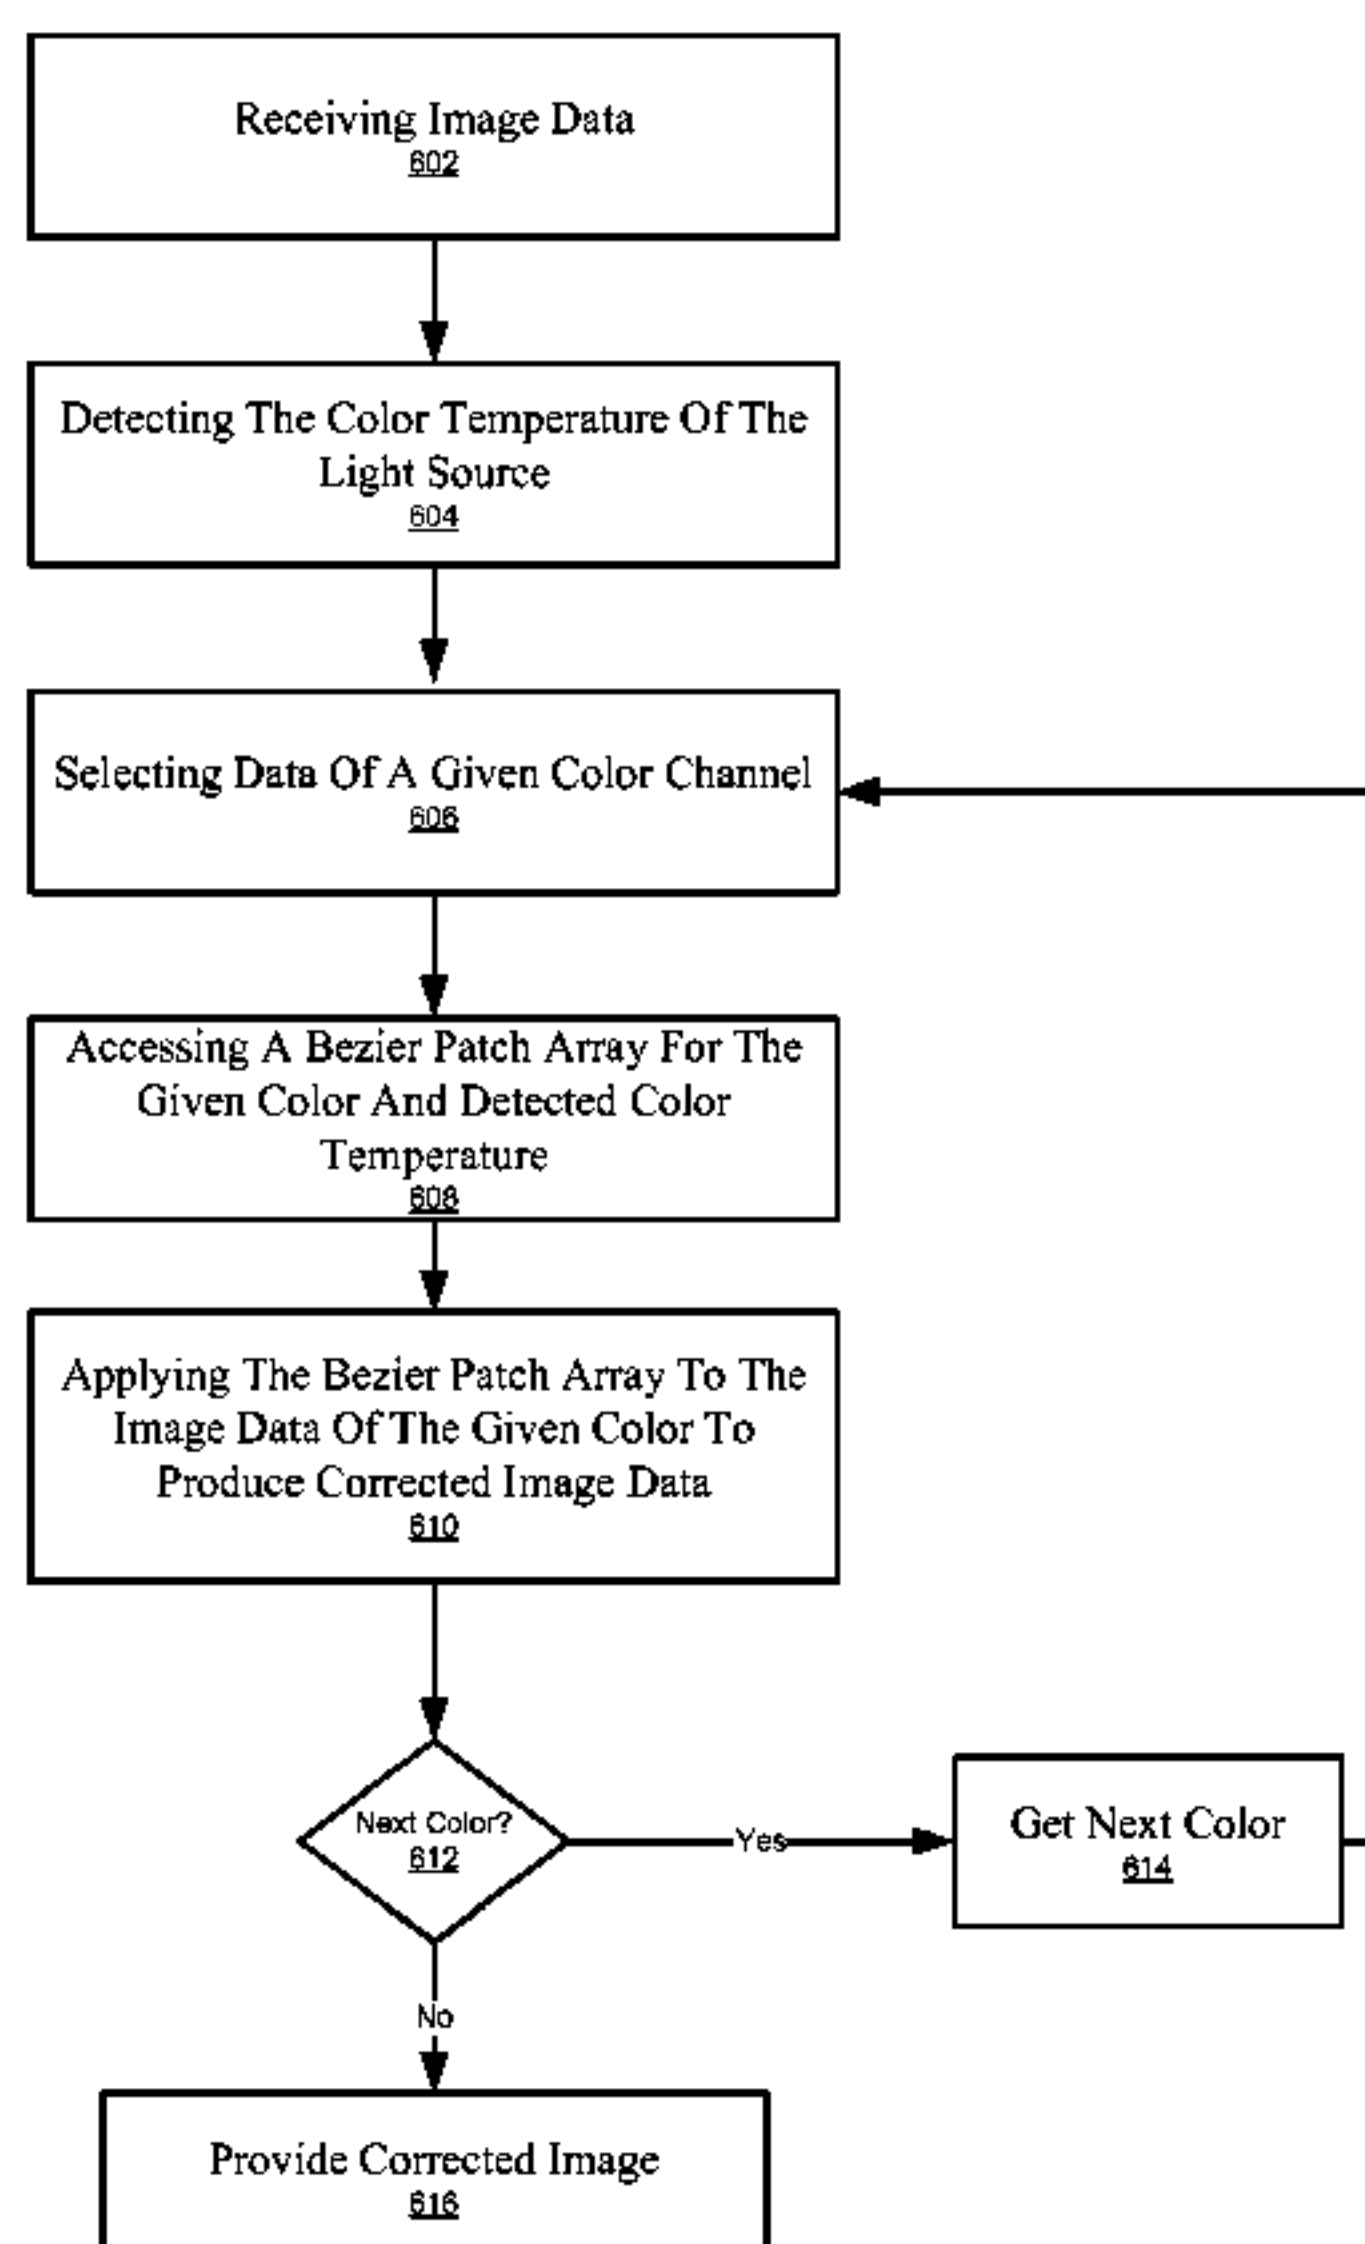 Receiving Image Data
602
Detecting The Color Temperature Of The
Light Source
604
Selecting Data Of A Given Color Channel
606
Accessing A Bezier Patch Array For The
Given Color And Detected Color
Temperature
608
Applying The Bezier Patch Array To The
Image Data Of The Given Color To
Produce Corrected Image Data
610
Next Color?
612
Yes
Get Next Color
614
No
Provide Corrected Image
616